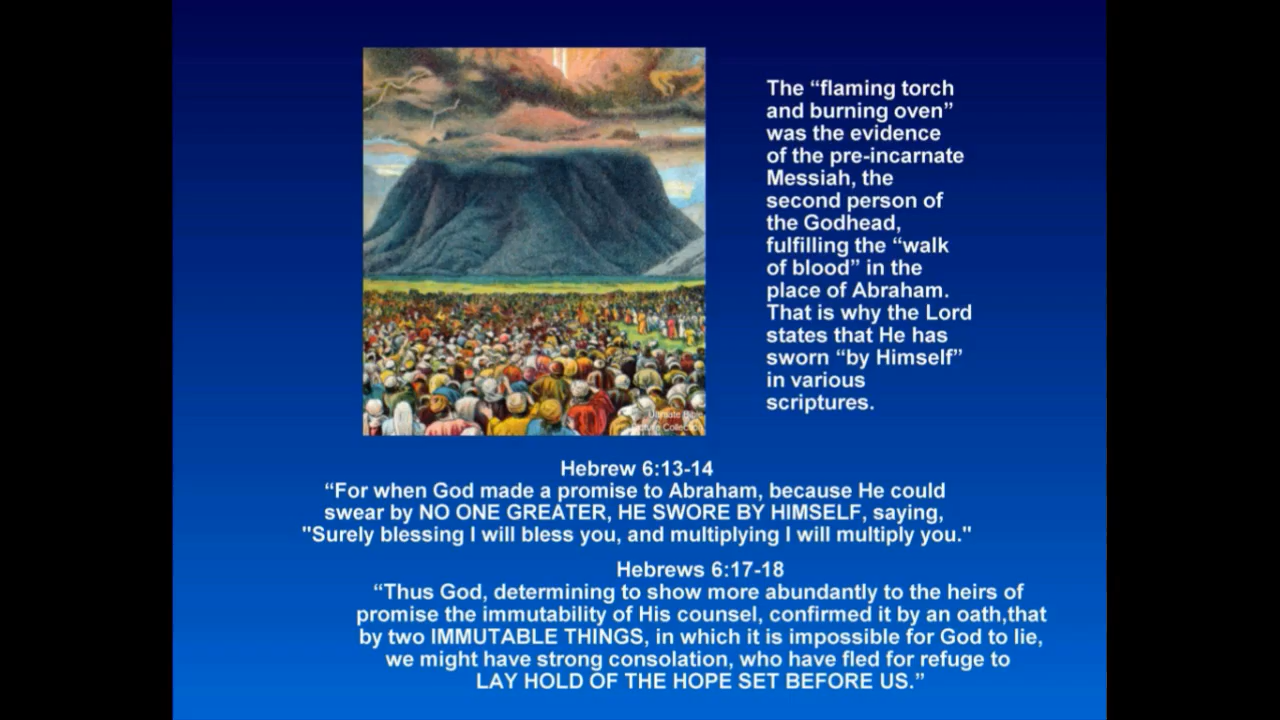 The “flaming torch
and burning oven”
was the evidence
of the pre-incarnate
Messiah, the
second person of
the Godhead,
fulfilling the “walk
of blood” in the
place of Abraham.
That is why the Lord
states that He has
sworn “by Himself”
in various
scriptures.
Ultimate Bible
Picture Collection
Hebrew 6:13-14
“For when God made a promise to Abraham, because He could
swear by NO ONE GREATER, HE SWORE BY HIMSELF, saying,
"Surely blessing I will bless you, and multiplying I will multiply you."
Hebrews 6:17-18
“Thus God, determining to show more abundantly to the heirs of
promise the immutability of His counsel, confirmed it by an oath,that
by two IMMUTABLE THINGS, in which it is impossible for God to lie,
we might have strong consolation, who have fled for refuge to
LAY HOLD OF THE HOPE SET BEFORE US.”